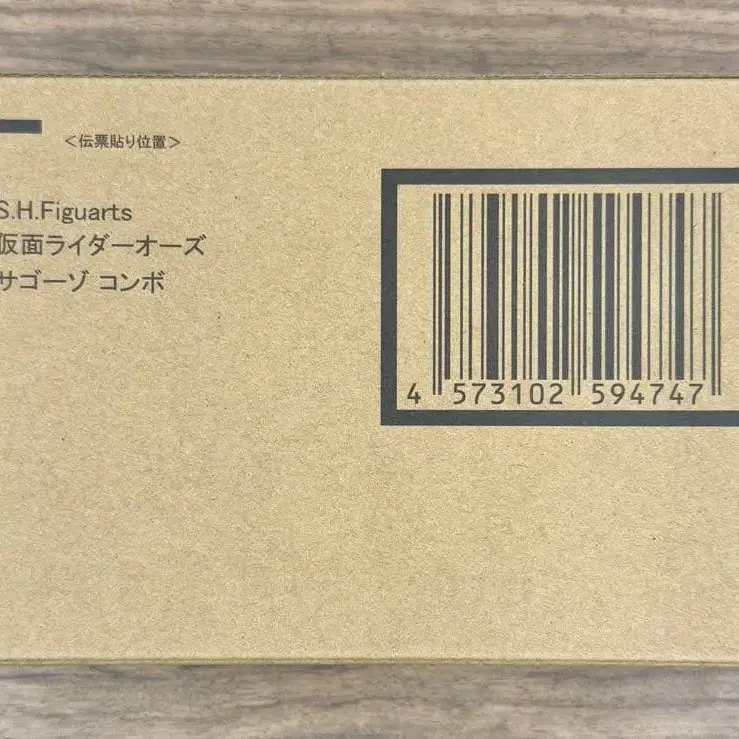 ＜伝票貼り位置＞
S.H.Figuarts
仮面ライダーオーズ
サゴーゾ コンボ
4 573102 594747